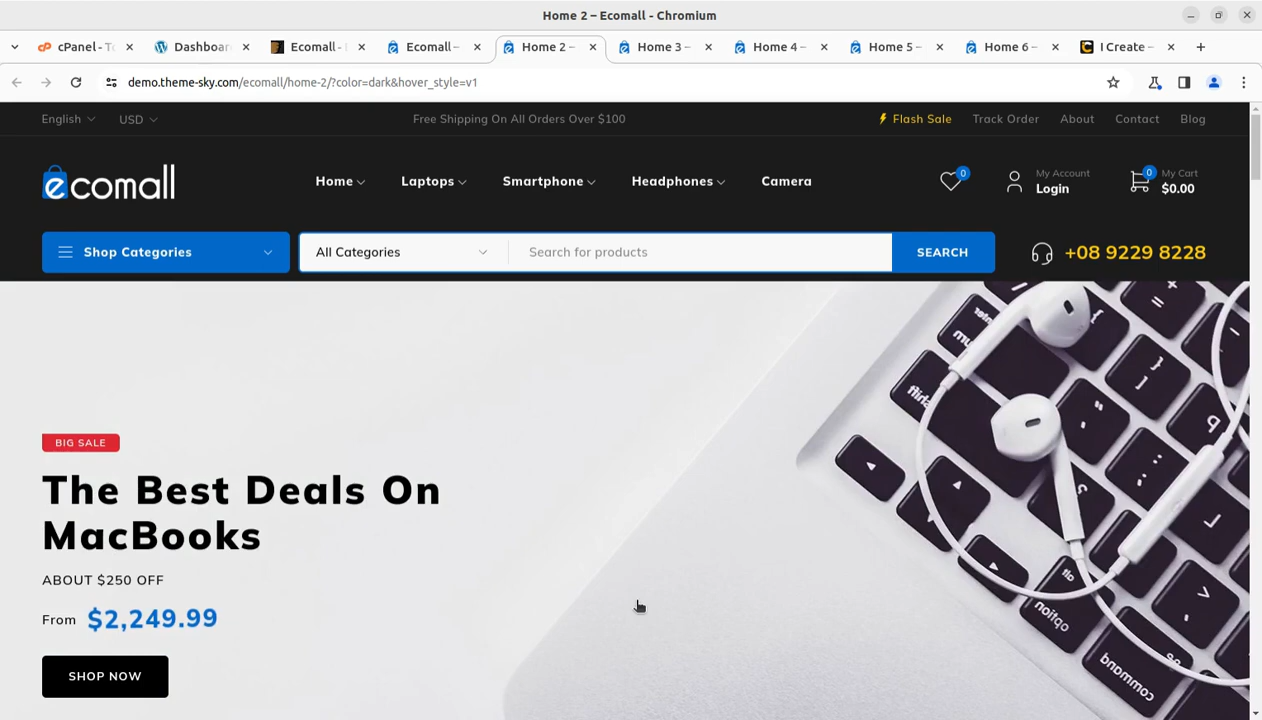 Home 2 – Ecomall - Chromium
cPanel - T
Dashboar
Ecomall -
Ecomall –
Home 2 –
Home 3 –
Home 4 –
Home 5 –
Home 6 –
I Create –
demo.theme-sky.com/ecomall/home-2/?color=dark&hover_style=v1
English
USD
Free Shipping On All Orders Over $100
Flash Sale
Track Order
About
Contact
Blog
ecomall
Home
Laptops
Smartphone
Headphones
Camera
0
My Account
Login
0
My Cart
$0.00
Shop Categories
All Categories
Search for products
SEARCH
+08 9229 8228
BIG SALE
The Best Deals On
MacBooks
ABOUT $250 OFF
From $2,249.99
SHOP NOW
option
command